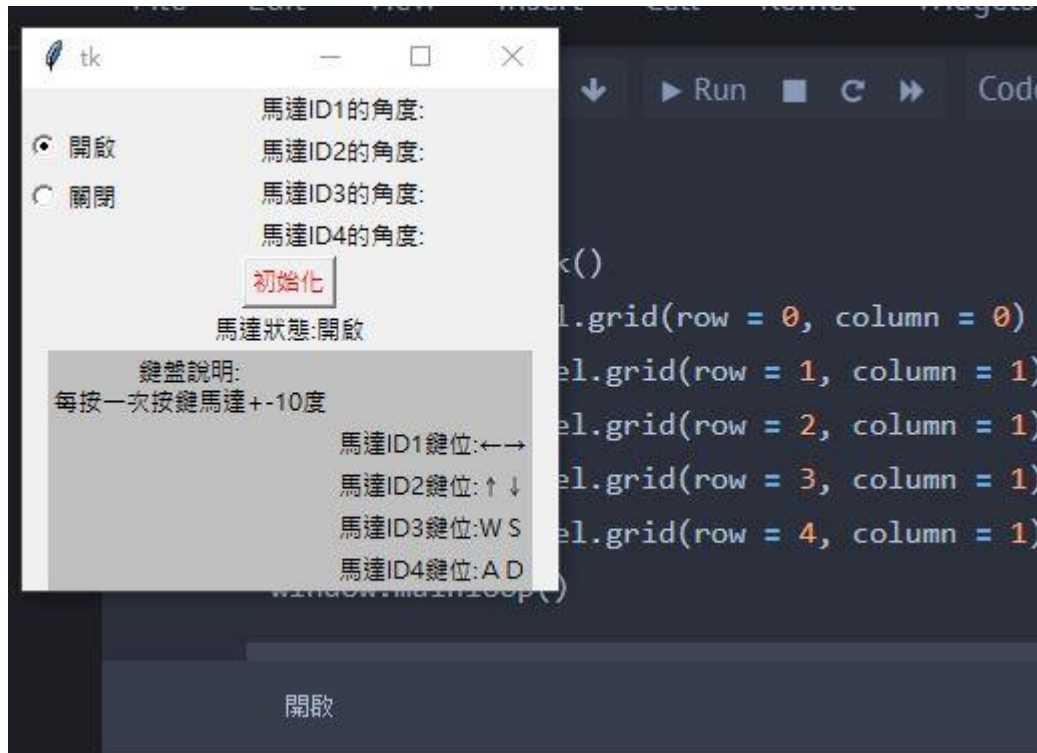 tk
馬達ID1的角度:
開啟
馬達ID2的角度:
馬達ID3的角度:
關閉
馬達ID4的角度:
初始化
馬達狀態:開啟
鍵盤說明:
每按一次按鍵馬達+-10度
馬達ID1鍵位:←→
馬達ID2鍵位:↑↓
馬達ID3鍵位:W S
馬達ID4鍵位:A D
Run
k()
l.grid(row = 0, column = 0)
el.grid(row = 1, column = 1)
el.grid(row = 2, column = 1)
el.grid(row = 3, column = 1)
el.grid(row = 4, column = 1)
window.mainloop()
開啟